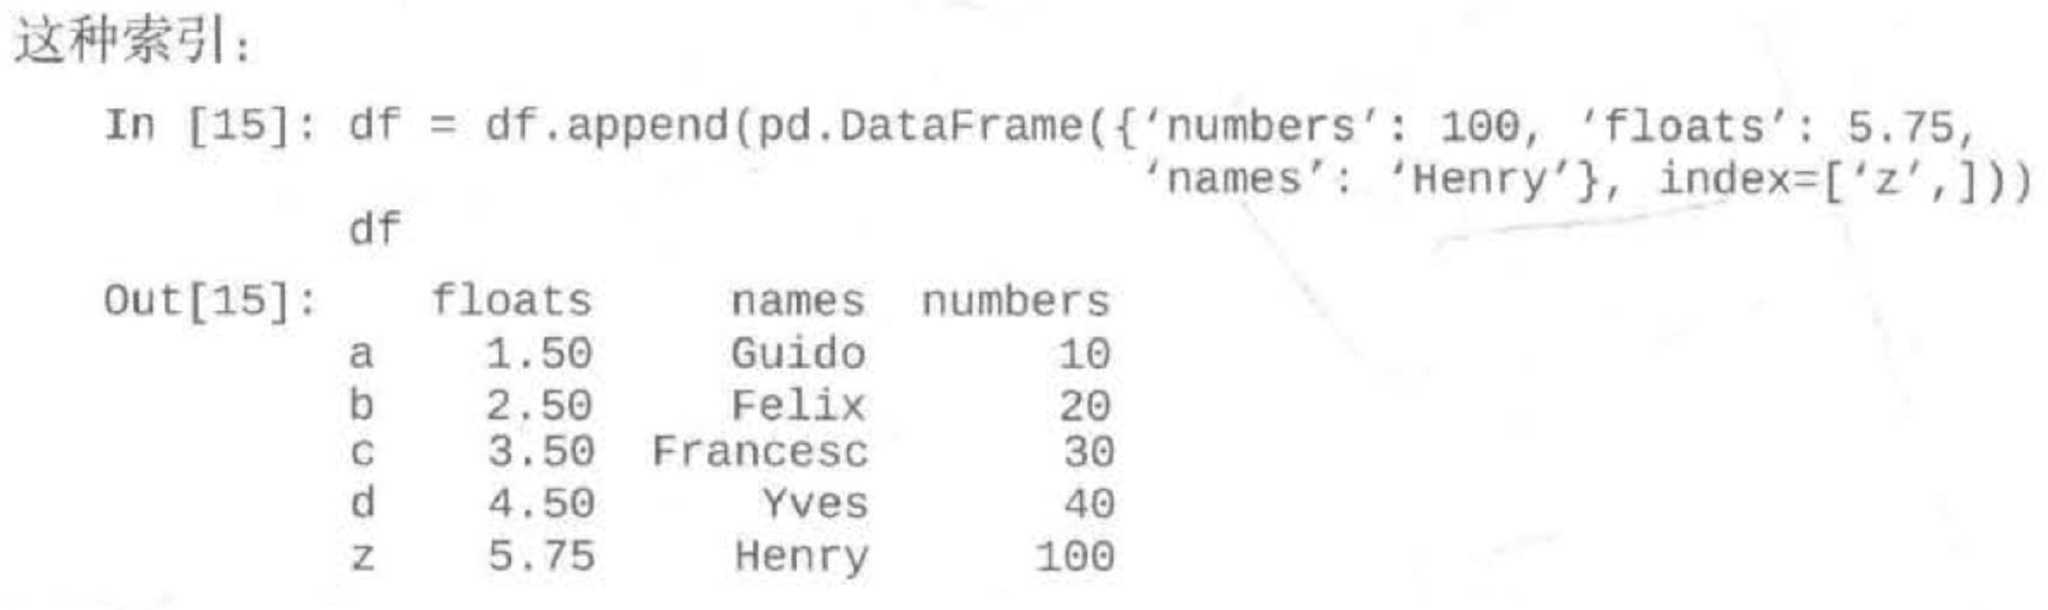 这种索引:
In [15]: df = df.append(pd.DataFrame({‘numbers’: 100, ‘floats’: 5.75,
‘names’: ‘Henry’}, index=[‘z’,]))
df
Out[15]: floats names numbers
a 1.50 Guido 10
b 2.50 Felix 20
c 3.50 Francesc 30
d 4.50 Yves 40
z 5.75 Henry 100